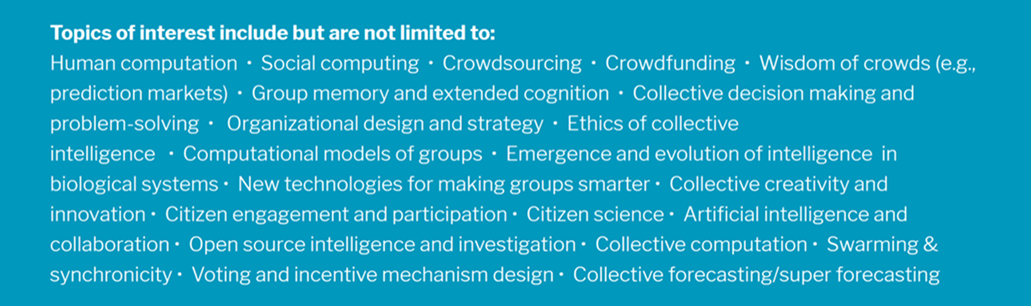 Topics of interest include but are not limited to:
Human computation • Social computing • Crowdsourcing • Crowdfunding • Wisdom of crowds (e.g.,
prediction markets) • Group memory and extended cognition • Collective decision making and
problem-solving • Organizational design and strategy • Ethics of collective
intelligence • Computational models of groups • Emergence and evolution of intelligence in
biological systems • New technologies for making groups smarter • Collective creativity and
innovation • Citizen engagement and participation • Citizen science • Artificial intelligence and
collaboration • Open source intelligence and investigation • Collective computation • Swarming &
synchronicity • Voting and incentive mechanism design • Collective forecasting/super forecasting